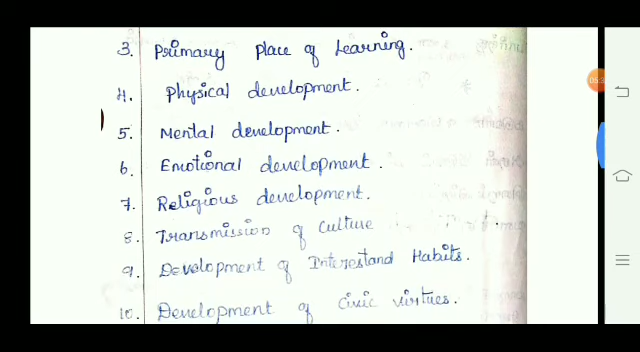 3. Primary Place of Learning.
4. Physical development.
5. Mental development.
6. Emotional development.
7. Religious development.
8. Transmission of Culture
9. Development of Interest and Habits.
10. Development of civic virtues.